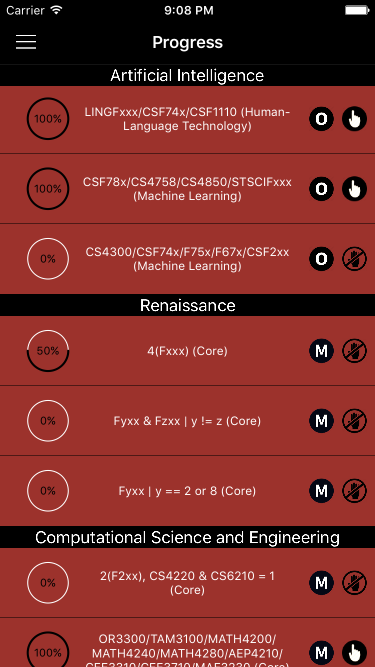 Carrier 9:08 PM
Progress
Artificial Intelligence
100% LINGFxxx/CSF74x/CSF1110 (Human-
Language Technology) O
100% CSF78x/CS4758/CS4850/STSCIFxxx
(Machine Learning) O
0% CS4300/CSF74x/F75x/F67x/CSF2xx
(Machine Learning) O
Renaissance
50% 4(Fxxx) (Core) M
0% Fyxx & Fzxx | y != z (Core) M
0% Fyxx | y == 2 or 8 (Core) M
Computational Science and Engineering
0% 2(F2xx), CS4220 & CS6210 = 1
(Core) M
OR3300/TAM3100/MATH4200/
100% MATH4240/MATH4280/AEP4210/ M